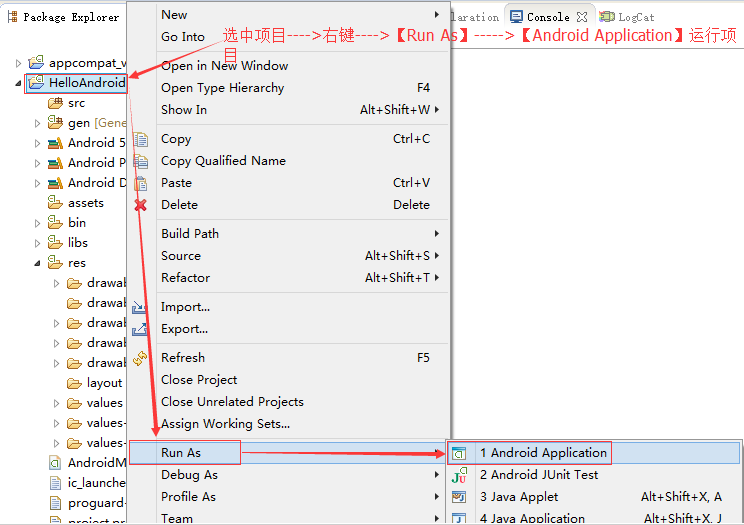 Package Explorer
laration
Console
LogCat
选中项目---->右键---->【Run As】----->【Android Application】运行项
目
appcompat_v
HelloAndroid
src
gen [Gene
Android 5
Android P
Android D
assets
bin
libs
res
drawab
drawab
drawab
drawab
drawab
layout
values
values-
values-
AndroidM
ic_launche
proguard-
project.pro
New
Go Into
Open in New Window
Open Type Hierarchy F4
Show In Alt+Shift+W
Copy Ctrl+C
Copy Qualified Name
Paste Ctrl+V
Delete Delete
Build Path
Source Alt+Shift+S
Refactor Alt+Shift+T
Import...
Export...
Refresh F5
Close Project
Close Unrelated Projects
Assign Working Sets...
Run As
Debug As
Profile As
Team
1 Android Application
2 Android JUnit Test
3 Java Applet Alt+Shift+X, A
4 Java Application Alt+Shift+X, J